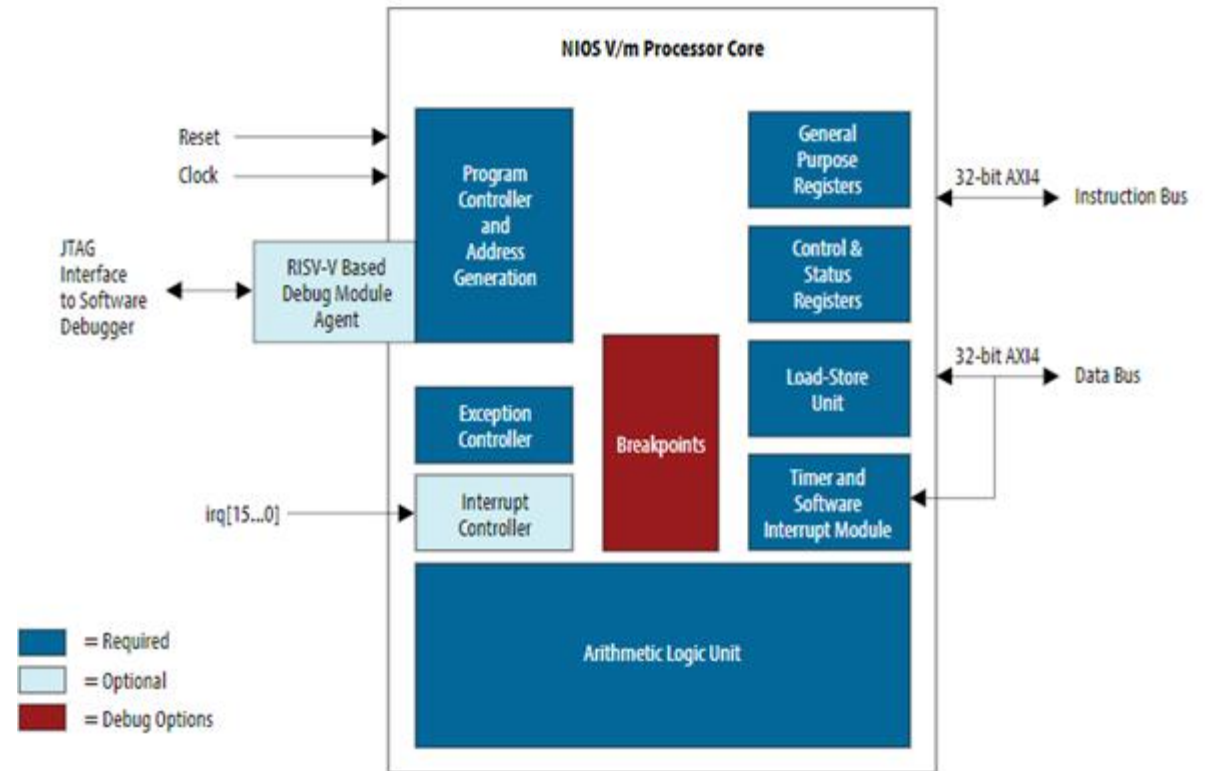 NIOS V/m Processor Core
Reset
Clock
JTAG
Interface
to Software
Debugger
RISV-V Based
Debug Module
Agent
Program
Controller
and
Address
Generation
Exception
Controller
irq[15...0]
Interrupt
Controller
Breakpoints
General
Purpose
Registers
Control &
Status
Registers
Load-Store
Unit
Timer and
Software
Interrupt Module
32-bit AXI4
Instruction Bus
32-bit AXI4
Data Bus
Arithmetic Logic Unit
= Required
= Optional
= Debug Options